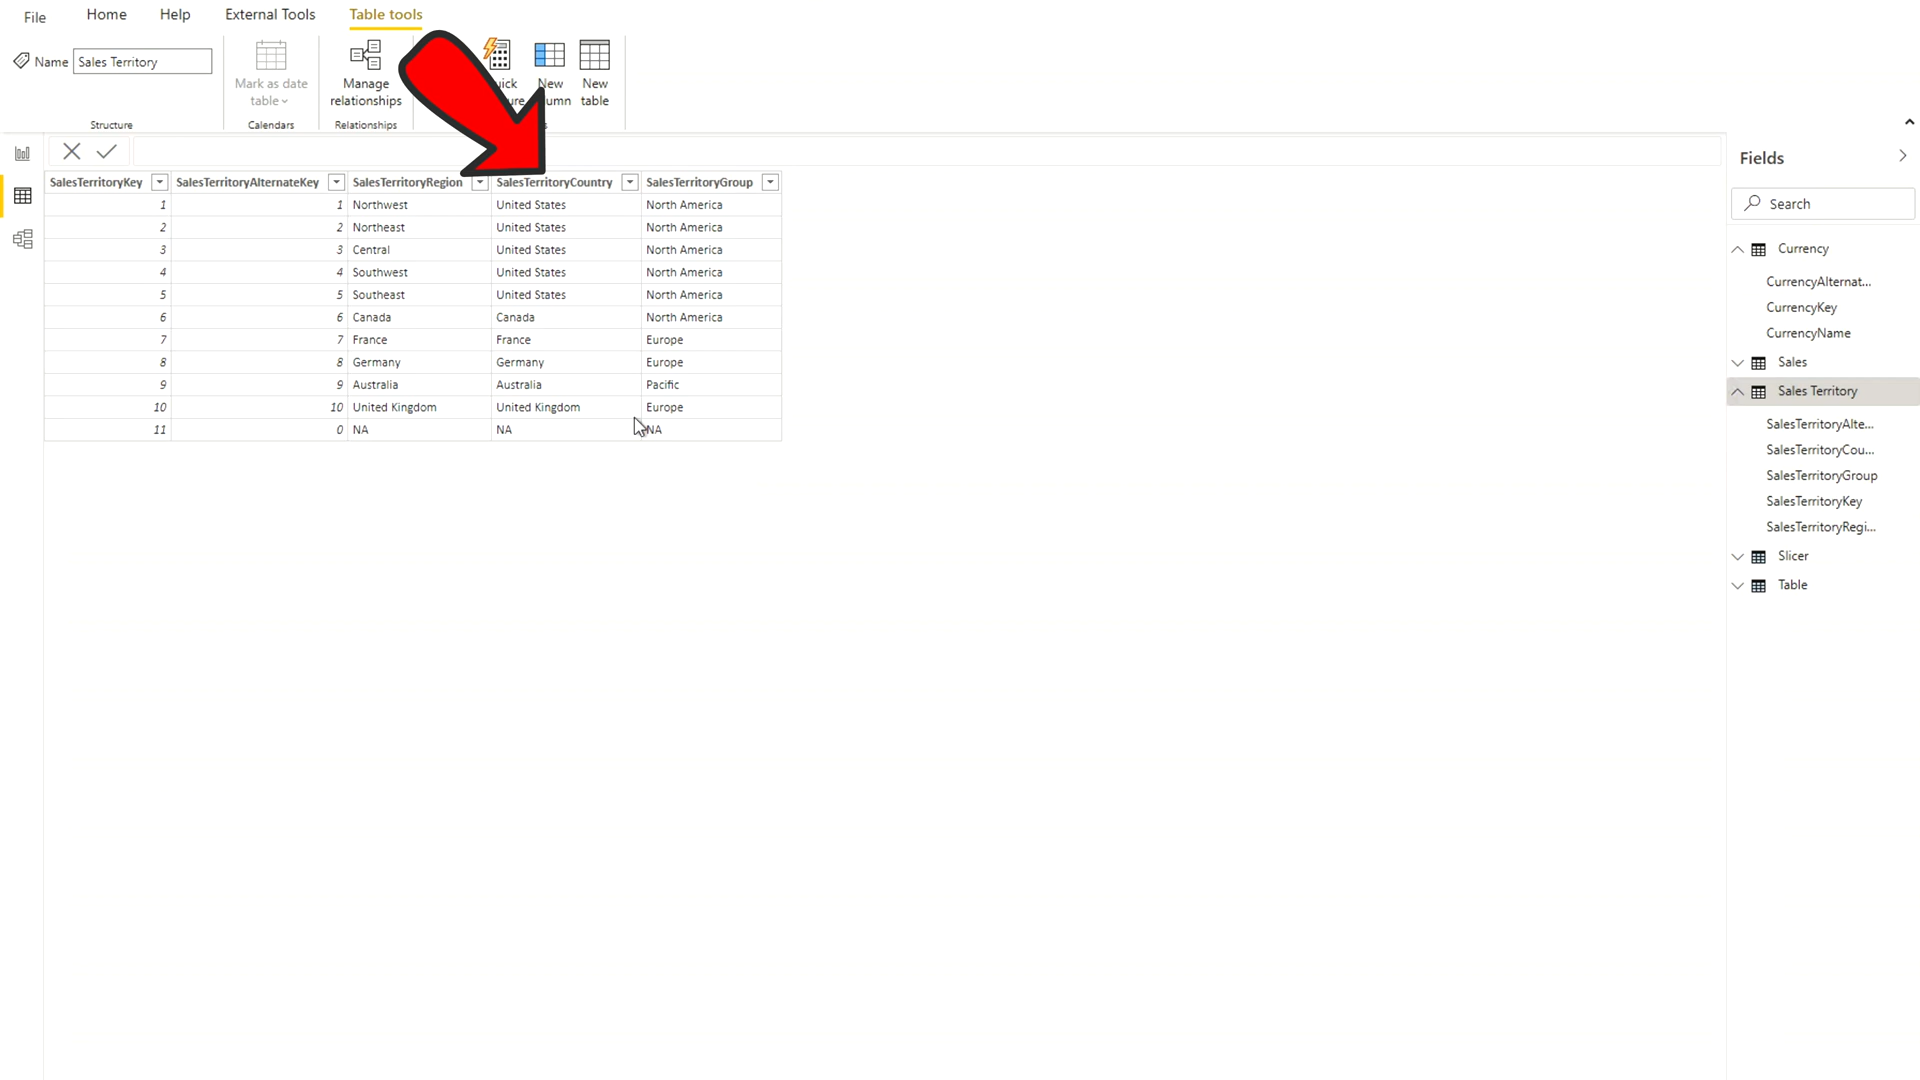 File Home Help External Tools Table tools
Name Sales Territory
Mark as date table
Manage relationships
New
New table
Structure Calendars Relationships
SalesTerritoryKey SalesTerritoryAlternateKey SalesTerritoryRegion SalesTerritoryCountry SalesTerritoryGroup
1 1 Northwest United States North America
2 2 Northeast United States North America
3 3 Central United States North America
4 4 Southwest United States North America
5 5 Southeast United States North America
6 6 Canada Canada North America
7 7 France France Europe
8 8 Germany Germany Europe
9 9 Australia Australia Pacific
10 10 United Kingdom United Kingdom Europe
11 0 NA NA NA
Fields
Search
Currency
CurrencyAlternat...
CurrencyKey
CurrencyName
Sales
Sales Territory
SalesTerritoryAlte...
SalesTerritoryCou...
SalesTerritoryGroup
SalesTerritoryKey
SalesTerritoryRegi...
Slicer
Table